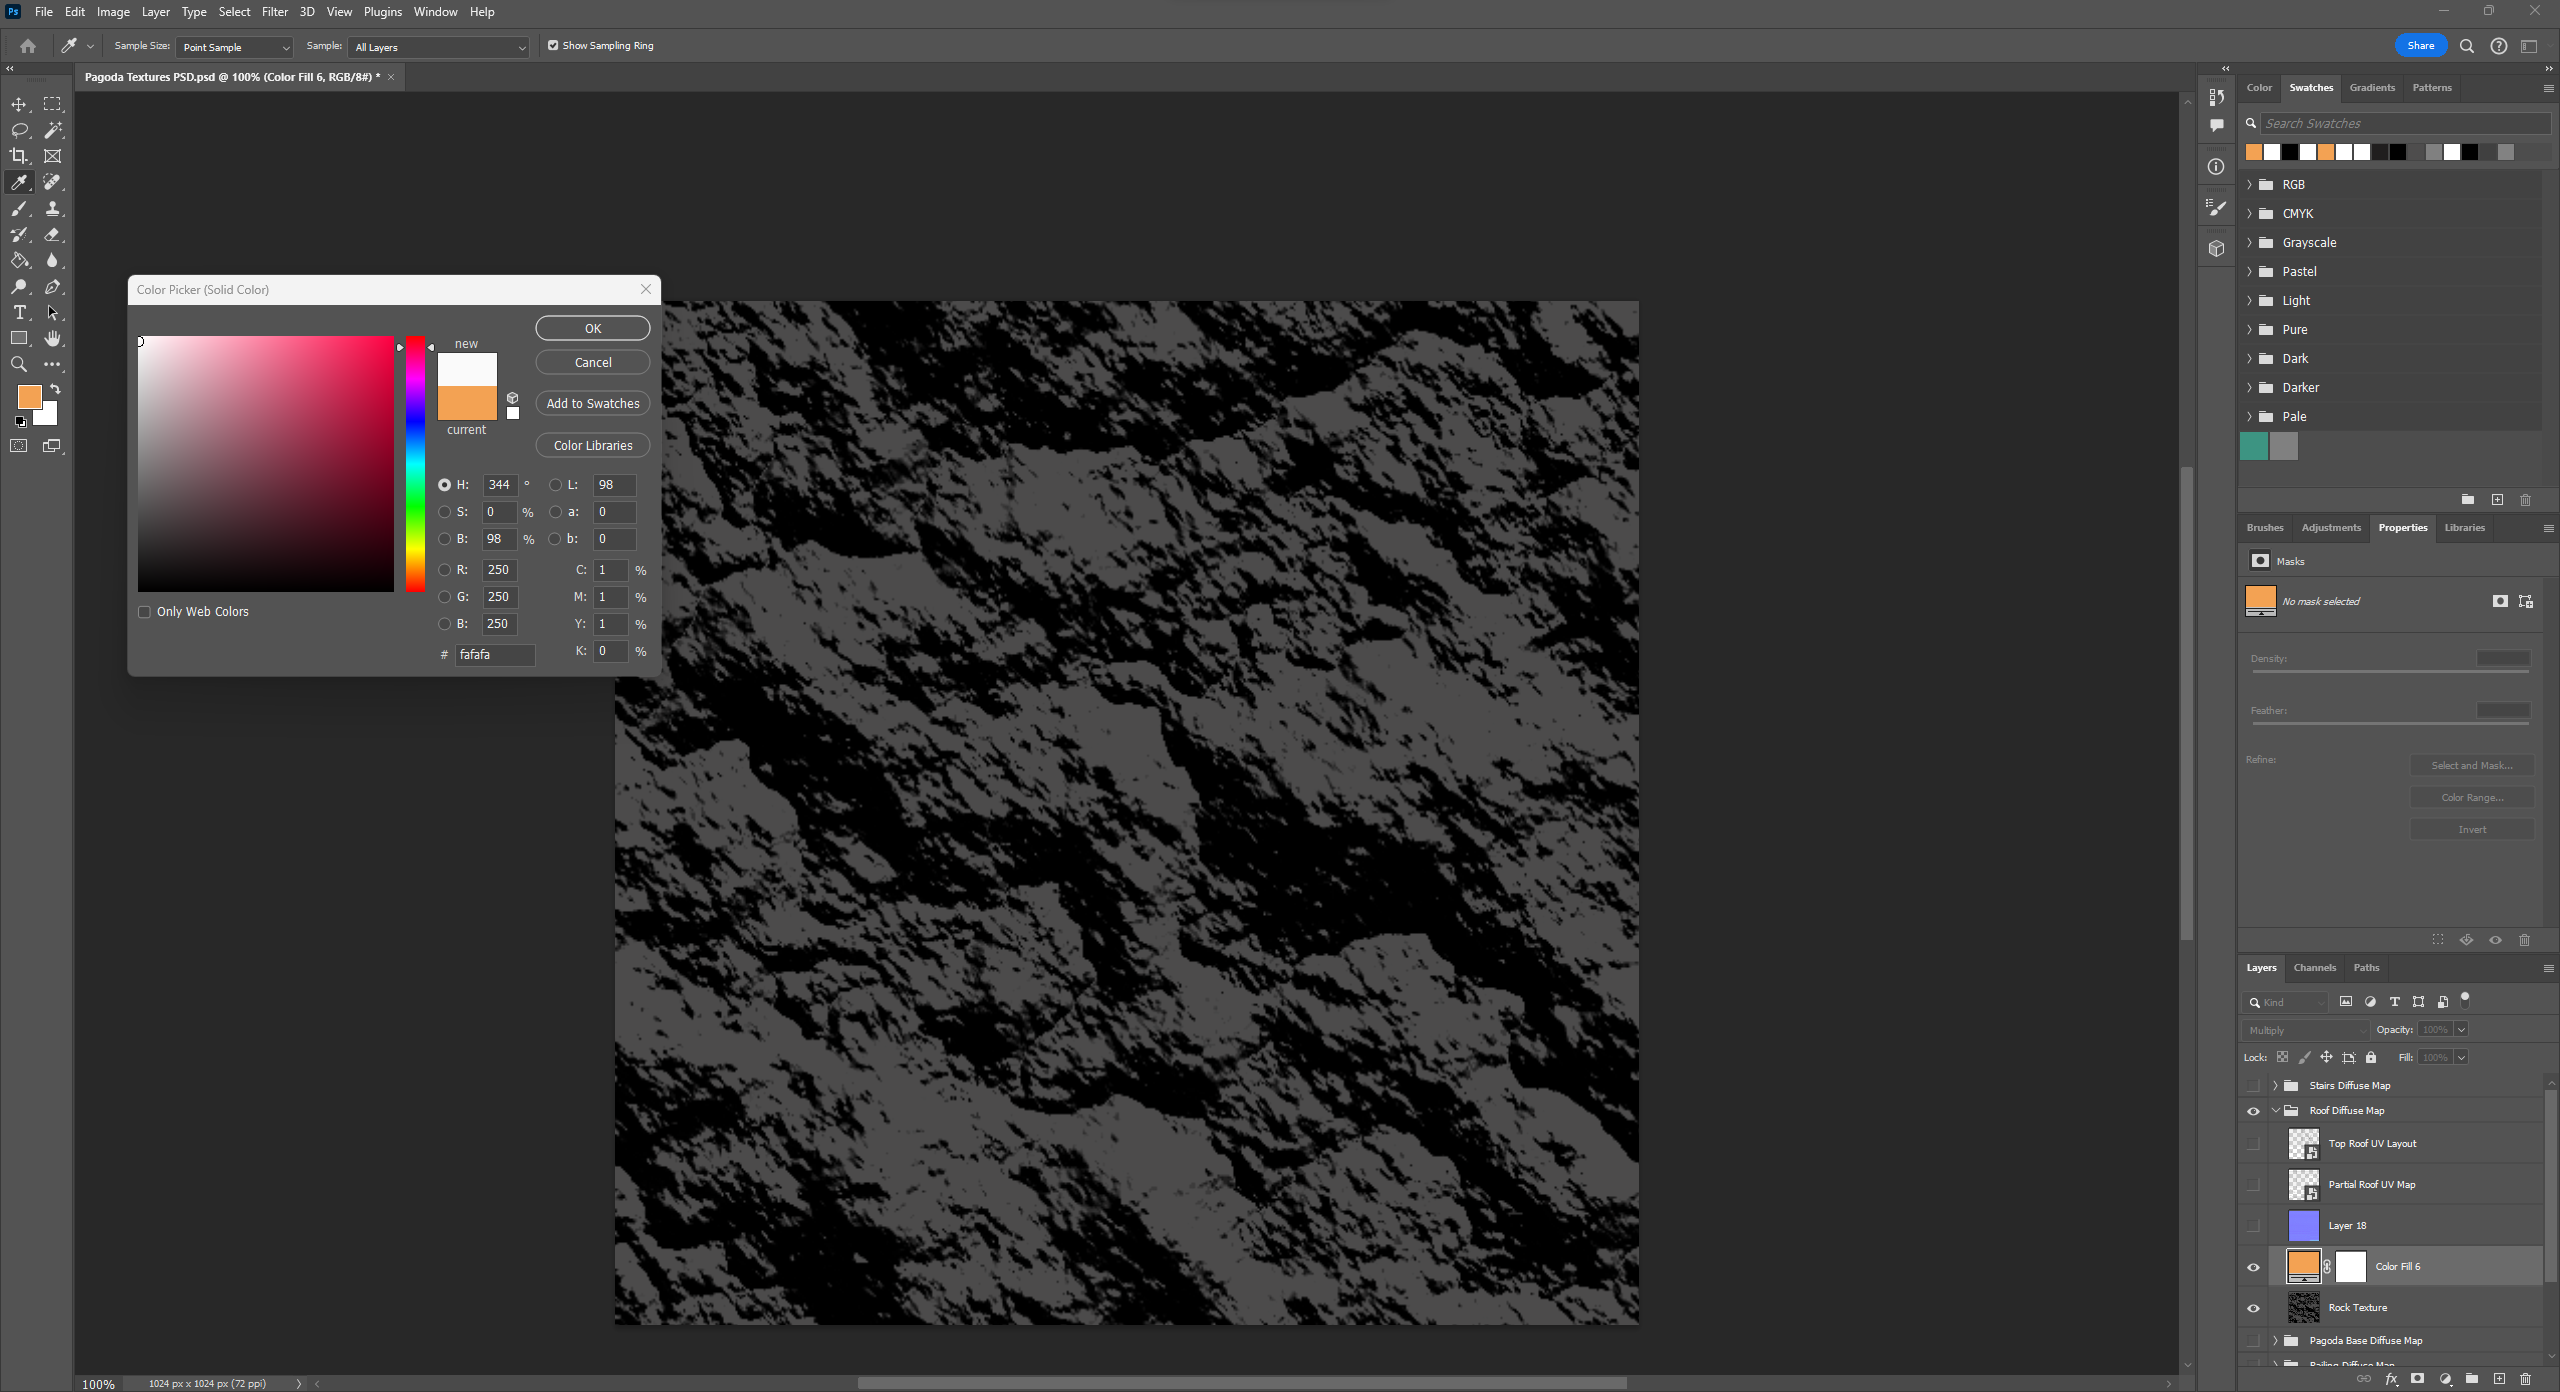 Ps File Edit Image Layer Type Select Filter 3D View Plugins Window Help
Sample Size: Point Sample Sample: All Layers Show Sampling Ring Share
Pagoda Textures PSD.psd @ 100% (Color Fill 6, RGB/8#) * ×
Color Picker (Solid Color)
OK
new
Cancel
Add to Swatches
current
Color Libraries
H: 344 ° L: 98
S: 0 % a: 0
B: 98 % b: 0
R: 250 C: 1 %
G: 250 M: 1 %
B: 250 Y: 1 %
# fafafa K: 0 %
Only Web Colors
Color Swatches Gradients Patterns
Search Swatches
RGB
CMYK
Grayscale
Pastel
Light
Pure
Dark
Darker
Pale
Brushes Adjustments Properties Libraries
Masks
No mask selected
Density:
Feather:
Refine: Select and Mask...
Color Range...
Invert
Layers Channels Paths
Kind
Multiply Opacity: 100%
Lock: Fill: 100%
Stairs Diffuse Map
Roof Diffuse Map
Top Roof UV Layout
Partial Roof UV Map
Layer 18
Color Fill 6
Rock Texture
Pagoda Base Diffuse Map
Railing Diffuse Map
100% 1024 px x 1024 px (72 ppi)